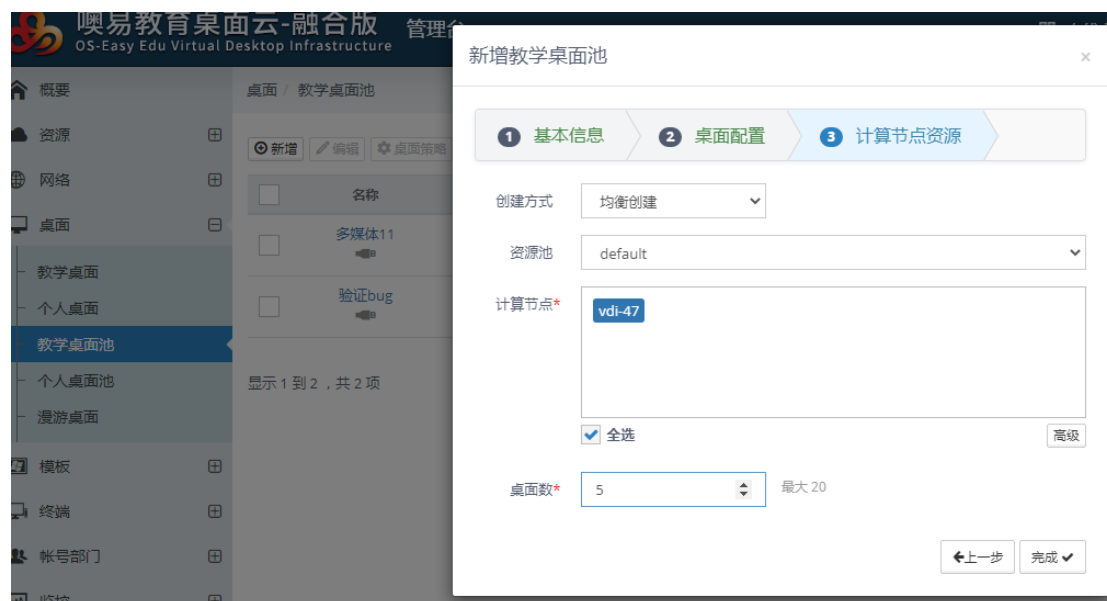 噢易教育桌面云-融合版
OS-Easy Edu Virtual Desktop Infrastructure
管理
概要
资源
网络
桌面
教学桌面
个人桌面
教学桌面池
个人桌面池
漫游桌面
模板
终端
帐号部门
桌面 / 教学桌面池
新增 编辑 桌面策略
名称
多媒体11
验证bug
显示 1 到 2 ，共 2 项
新增教学桌面池
×
1 基本信息 2 桌面配置 3 计算节点资源
创建方式 均衡创建
资源池 default
计算节点* vdi-47
全选 高级
桌面数* 5 最大 20
上一步 完成